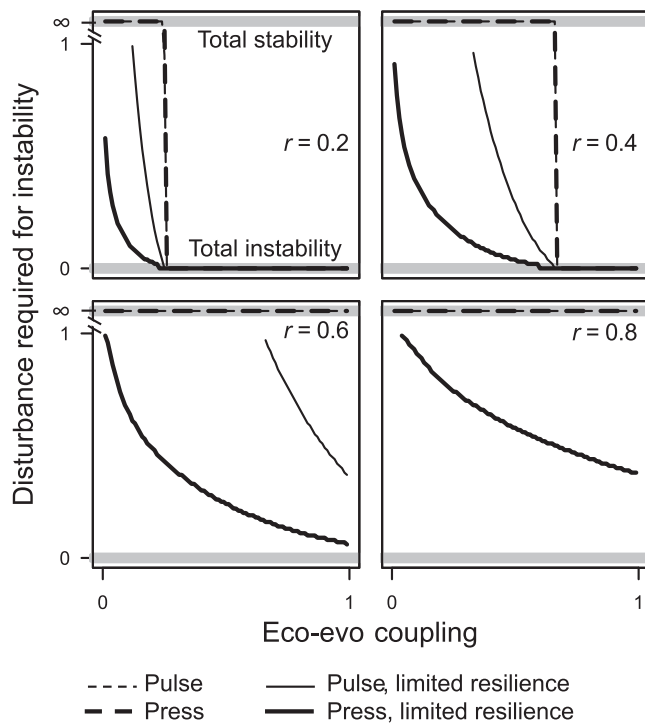 Disturbance required for instability
∞
1
0
Total stability
r = 0.2
Total instability
r = 0.4
∞
1
0
r = 0.6
r = 0.8
0 1 0 1
Eco-evo coupling
Pulse Pulse, limited resilience
Press Press, limited resilience